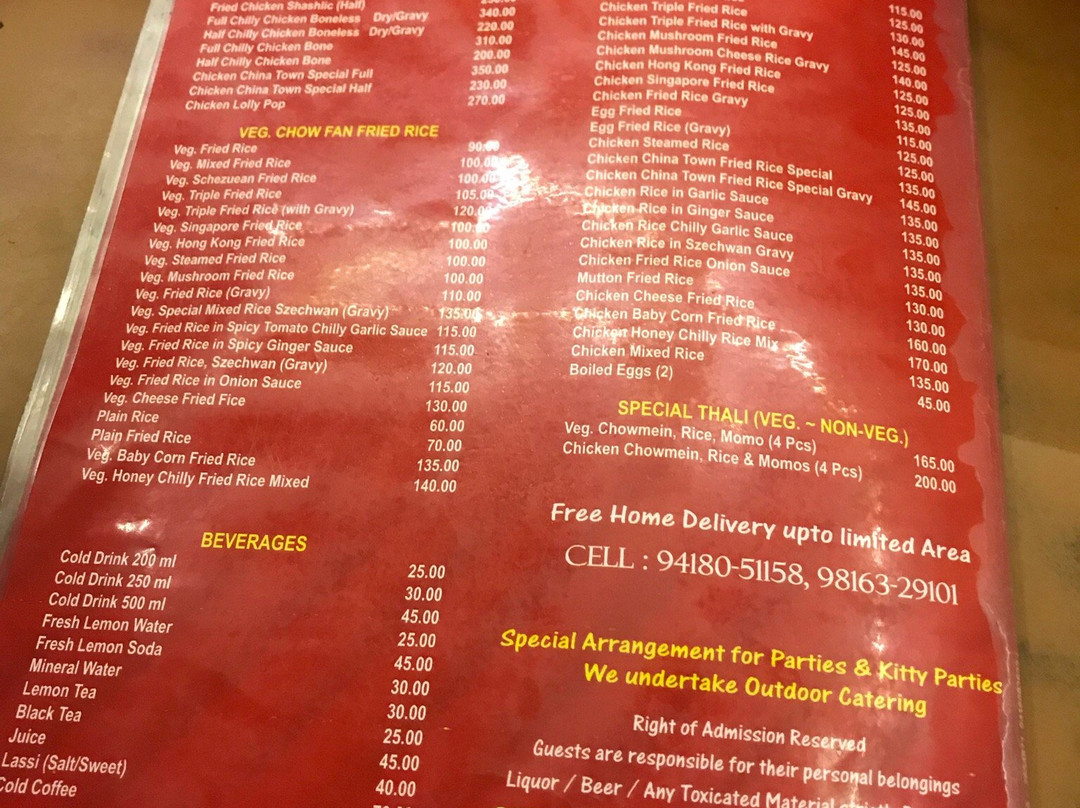 Fried Chicken Shashlic (Half)
Full Chilly Chicken Boneless Dry/Gravy 340.00
Half Chilly Chicken Boneless Dry/Gravy 220.00
Full Chilly Chicken Bone 310.00
Half Chilly Chicken Bone 200.00
Chicken China Town Special Full 350.00
Chicken China Town Special Half 230.00
Chicken Lolly Pop 270.00
VEG. CHOW FAN FRIED RICE
Veg. Fried Rice 90.00
Veg. Mixed Fried Rice 100.00
Veg. Schezuean Fried Rice 100.00
Veg. Triple Fried Rice 105.00
Veg. Triple Fried Rice (with Gravy) 120.00
Veg. Singapore Fried Rice 100.00
Veg. Hong Kong Fried Rice 100.00
Veg. Steamed Fried Rice 100.00
Veg. Mushroom Fried Rice 100.00
Veg. Fried Rice (Gravy) 110.00
Veg. Special Mixed Rice Szechwan (Gravy) 135.00
Veg. Fried Rice in Spicy Tomato Chilly Garlic Sauce 115.00
Veg. Fried Rice in Spicy Ginger Sauce 115.00
Veg. Fried Rice, Szechwan (Gravy) 120.00
Veg. Fried Rice in Onion Sauce 115.00
Veg. Cheese Fried Fice 130.00
Plain Rice 60.00
Plain Fried Rice 70.00
Veg. Baby Corn Fried Rice 135.00
Veg. Honey Chilly Fried Rice Mixed 140.00
BEVERAGES
Cold Drink 200 ml 25.00
Cold Drink 250 ml 30.00
Cold Drink 500 ml 45.00
Fresh Lemon Water 25.00
Fresh Lemon Soda 45.00
Mineral Water 30.00
Lemon Tea 30.00
Black Tea 25.00
Juice 45.00
Lassi (Salt/Sweet) 40.00
Cold Coffee
115.00
125.00
Chicken Triple Fried Rice 130.00
Chicken Triple Fried Rice with Gravy 145.00
Chicken Mushroom Fried Rice 125.00
Chicken Mushroom Cheese Rice Gravy 140.00
Chicken Hong Kong Fried Rice 125.00
Chicken Singapore Fried Rice 125.00
Chicken Fried Rice Gravy 135.00
Egg Fried Rice 115.00
Egg Fried Rice (Gravy) 125.00
Chicken Steamed Rice 125.00
Chicken China Town Fried Rice Special 135.00
Chicken China Town Fried Rice Special Gravy 145.00
Chicken Rice in Garlic Sauce 135.00
Chicken Rice in Ginger Sauce 135.00
Chicken Rice Chilly Garlic Sauce 135.00
Chicken Rice in Szechwan Gravy 135.00
Chicken Fried Rice Onion Sauce 135.00
Mutton Fried Rice 130.00
Chicken Cheese Fried Rice 130.00
Chicken Baby Corn Fried Rice 160.00
Chicken Honey Chilly Rice Mix 170.00
Chicken Mixed Rice 135.00
Boiled Eggs (2) 45.00
SPECIAL THALI (VEG. ~ NON-VEG.)
Veg. Chowmein, Rice, Momo (4 Pcs) 165.00
Chicken Chowmein, Rice & Momos (4 Pcs) 200.00
Free Home Delivery upto limited Area
CELL : 94180-51158, 98163-29101
Special Arrangement for Parties & Kitty Parties
We undertake Outdoor Catering
Right of Admission Reserved
Guests are responsible for their personal belongings
Liquor / Beer / Any Toxicated Material